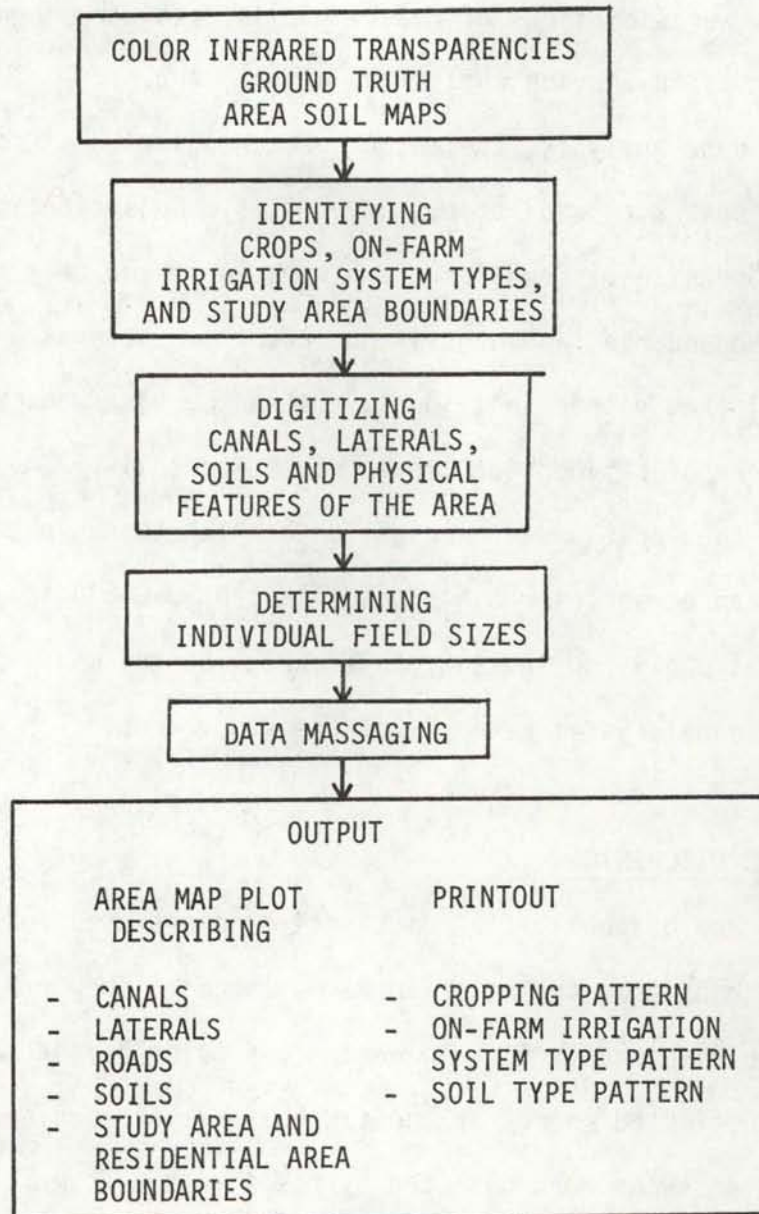 COLOR INFRARED TRANSPARENCIES
GROUND TRUTH
AREA SOIL MAPS
IDENTIFYING
CROPS, ON-FARM
IRRIGATION SYSTEM TYPES,
AND STUDY AREA BOUNDARIES
DIGITIZING
CANALS, LATERALS,
SOILS AND PHYSICAL
FEATURES OF THE AREA
DETERMINING
INDIVIDUAL FIELD SIZES
DATA MASSAGING
OUTPUT
AREA MAP PLOT
DESCRIBING
- CANALS
- LATERALS
- ROADS
- SOILS
- STUDY AREA AND
RESIDENTIAL AREA
BOUNDARIES
PRINTOUT
- CROPPING PATTERN
- ON-FARM IRRIGATION
SYSTEM TYPE PATTERN
- SOIL TYPE PATTERN